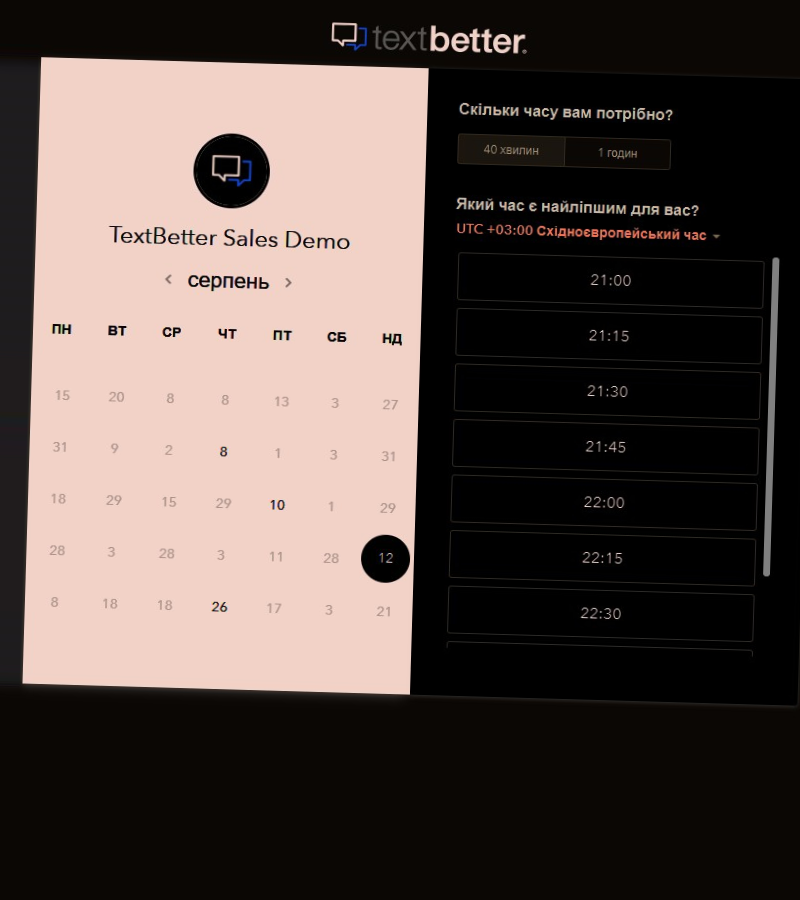 textbetter.
TextBetter Sales Demo
серпень
ПН ВТ СР ЧТ ПТ СБ НД
15 20 8 8 13 3 27
31 9 2 8 1 3 31
18 29 15 29 10 1 29
28 3 28 3 11 28 12
8 18 18 26 17 3 21
Скільки часу вам потрібно?
40 хвилин 1 годин
Який час є найліпшим для вас?
UTC +03:00 Східноєвропейський час
21:00
21:15
21:30
21:45
22:00
22:15
22:30